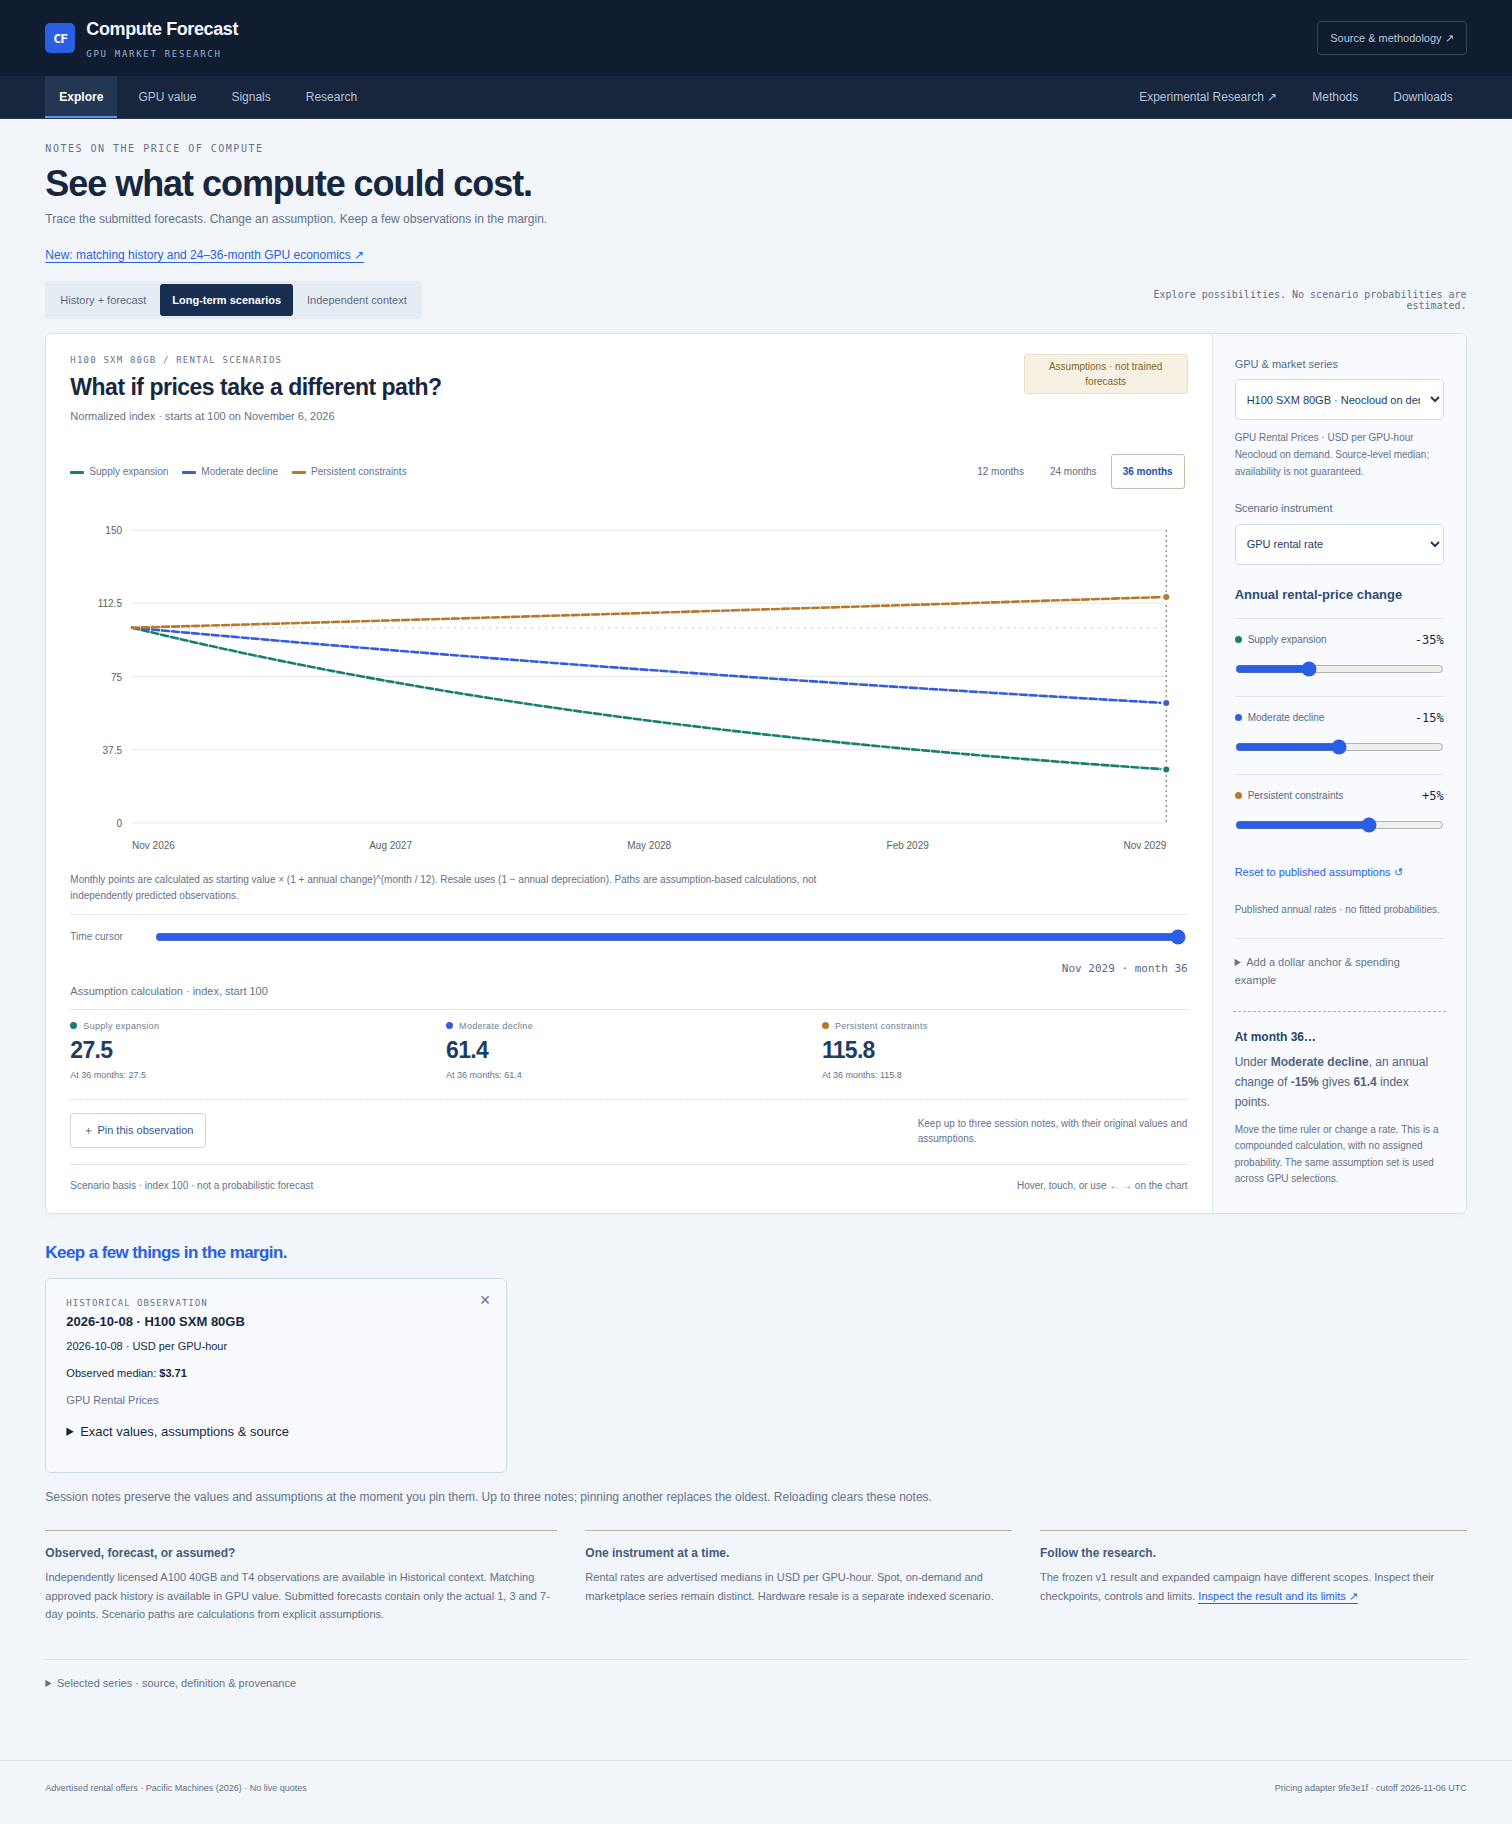 CF
Compute Forecast
GPU MARKET RESEARCH
Source & methodology ↗
Explore
GPU value
Signals
Research
Experimental Research ↗
Methods
Downloads
NOTES ON THE PRICE OF COMPUTE
See what compute could cost.
Trace the submitted forecasts. Change an assumption. Keep a few observations in the margin.
New: matching history and 24–36-month GPU economics ↗
History + forecast
Long-term scenarios
Independent context
Explore possibilities. No scenario probabilities are
estimated.
H100 SXM 80GB / RENTAL SCENARIOS
What if prices take a different path?
Normalized index · starts at 100 on November 6, 2026
Assumptions · not trained
forecasts
Supply expansion
Moderate decline
Persistent constraints
12 months
24 months
36 months
150
112.5
75
37.5
0
Nov 2026
Aug 2027
May 2028
Feb 2029
Nov 2029
Monthly points are calculated as starting value × (1 + annual change)^(month / 12). Resale uses (1 − annual depreciation). Paths are assumption-based calculations, not
independently predicted observations.
Time cursor
Nov 2029 · month 36
Assumption calculation · index, start 100
Supply expansion
27.5
At 36 months: 27.5
Moderate decline
61.4
At 36 months: 61.4
Persistent constraints
115.8
At 36 months: 115.8
+ Pin this observation
Keep up to three session notes, with their original values and
assumptions.
Scenario basis · index 100 · not a probabilistic forecast
Hover, touch, or use ← → on the chart
GPU & market series
H100 SXM 80GB · Neocloud on der
GPU Rental Prices · USD per GPU-hour
Neocloud on demand. Source-level median;
availability is not guaranteed.
Scenario instrument
GPU rental rate
Annual rental-price change
Supply expansion
-35%
Moderate decline
-15%
Persistent constraints
+5%
Reset to published assumptions ↺
Published annual rates · no fitted probabilities.
▶ Add a dollar anchor & spending
example
At month 36…
Under Moderate decline, an annual
change of -15% gives 61.4 index
points.
Move the time ruler or change a rate. This is a
compounded calculation, with no assigned
probability. The same assumption set is used
across GPU selections.
Keep a few things in the margin.
HISTORICAL OBSERVATION
×
2026-10-08 · H100 SXM 80GB
2026-10-08 · USD per GPU-hour
Observed median: $3.71
GPU Rental Prices
▶ Exact values, assumptions & source
Session notes preserve the values and assumptions at the moment you pin them. Up to three notes; pinning another replaces the oldest. Reloading clears these notes.
Observed, forecast, or assumed?
Independently licensed A100 40GB and T4 observations are available in Historical context. Matching
approved pack history is available in GPU value. Submitted forecasts contain only the actual 1, 3 and 7-
day points. Scenario paths are calculations from explicit assumptions.
One instrument at a time.
Rental rates are advertised medians in USD per GPU-hour. Spot, on-demand and
marketplace series remain distinct. Hardware resale is a separate indexed scenario.
Follow the research.
The frozen v1 result and expanded campaign have different scopes. Inspect their
checkpoints, controls and limits. Inspect the result and its limits ↗
▶ Selected series · source, definition & provenance
Advertised rental offers · Pacific Machines (2026) · No live quotes
Pricing adapter 9fe3e1f · cutoff 2026-11-06 UTC